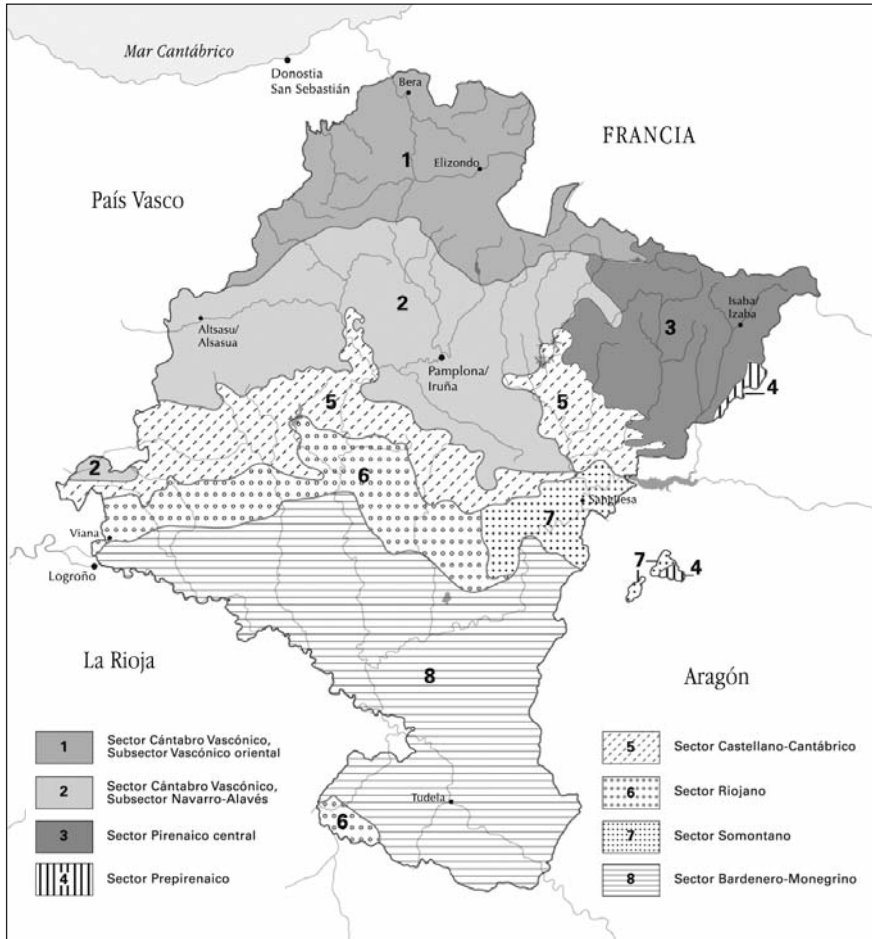 Mar Cantábrico
Donostia
San Sebastián
Bera
FRANCIA
1
Elizondo
País Vasco
2
Isaba/
Izaba
3
Altsasu/
Alsasua
Pamplona/
Iruña
4
5
5
2
6
Sangüesa
7
Viana
Logroño
7
4
La Rioja
8
Aragón
Tudela
6
1 Sector Cántabro Vascónico,
Subsector Vascónico oriental
2 Sector Cántabro Vascónico,
Subsector Navarro-Alavés
3 Sector Pirenaico central
4 Sector Prepirenaico
5 Sector Castellano-Cantábrico
6 Sector Riojano
7 Sector Somontano
8 Sector Bardenero-Monegrino